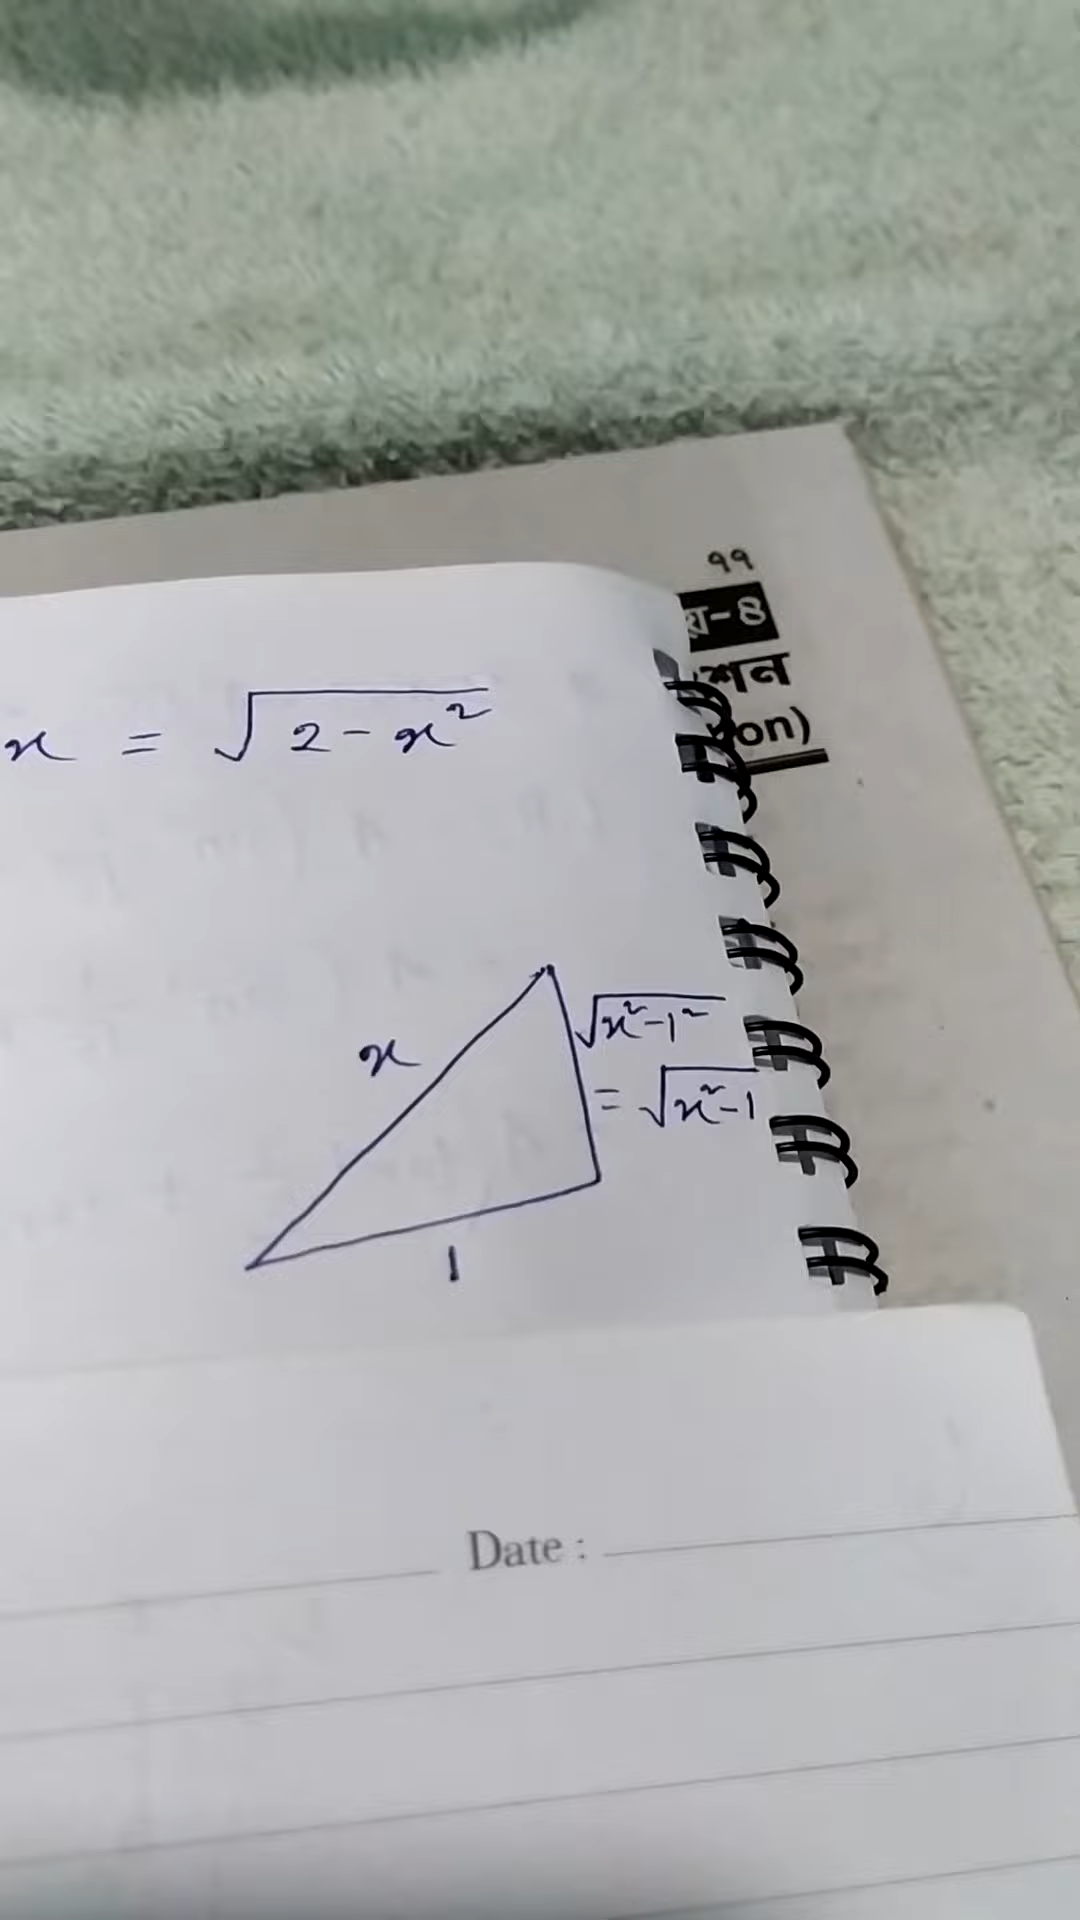 ৭৭
য়-৪
শন
on)
x = √2 - x²
x
√x² - 1²
= √x² - 1
1
Date :